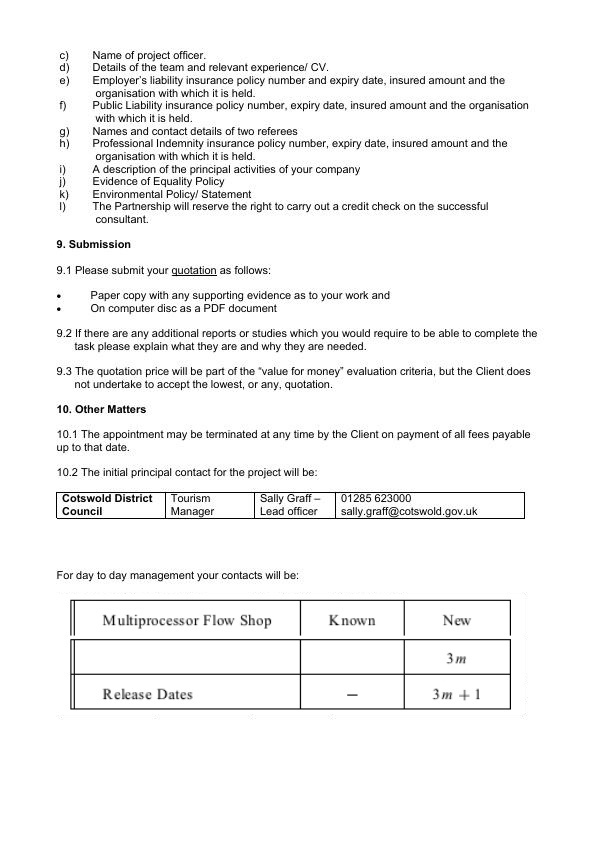 c) Name of project officer.
d) Details of the team and relevant experience/ CV.
e) Employer's liability insurance policy number and expiry date, insured amount and the
organisation with which it is held.
f) Public Liability insurance policy number, expiry date, insured amount and the organisation
with which it is held.
g) Names and contact details of two referees
h) Professional Indemnity insurance policy number, expiry date, insured amount and the
organisation with which it is held.
i) A description of the principal activities of your company
j) Evidence of Equality Policy
k) Environmental Policy/ Statement
l) The Partnership will reserve the right to carry out a credit check on the successful
consultant.
9. Submission
9.1 Please submit your quotation as follows:
• Paper copy with any supporting evidence as to your work and
• On computer disc as a PDF document
9.2 If there are any additional reports or studies which you would require to be able to complete the
task please explain what they are and why they are needed.
9.3 The quotation price will be part of the “value for money” evaluation criteria, but the Client does
not undertake to accept the lowest, or any, quotation.
10. Other Matters
10.1 The appointment may be terminated at any time by the Client on payment of all fees payable
up to that date.
10.2 The initial principal contact for the project will be:
Cotswold District Tourism Sally Graff – 01285 623000
Council Manager Lead officer sally.graff@cotswold.gov.uk
For day to day management your contacts will be:
Multiprocessor Flow Shop Known New
3m
Release Dates – 3m + 1